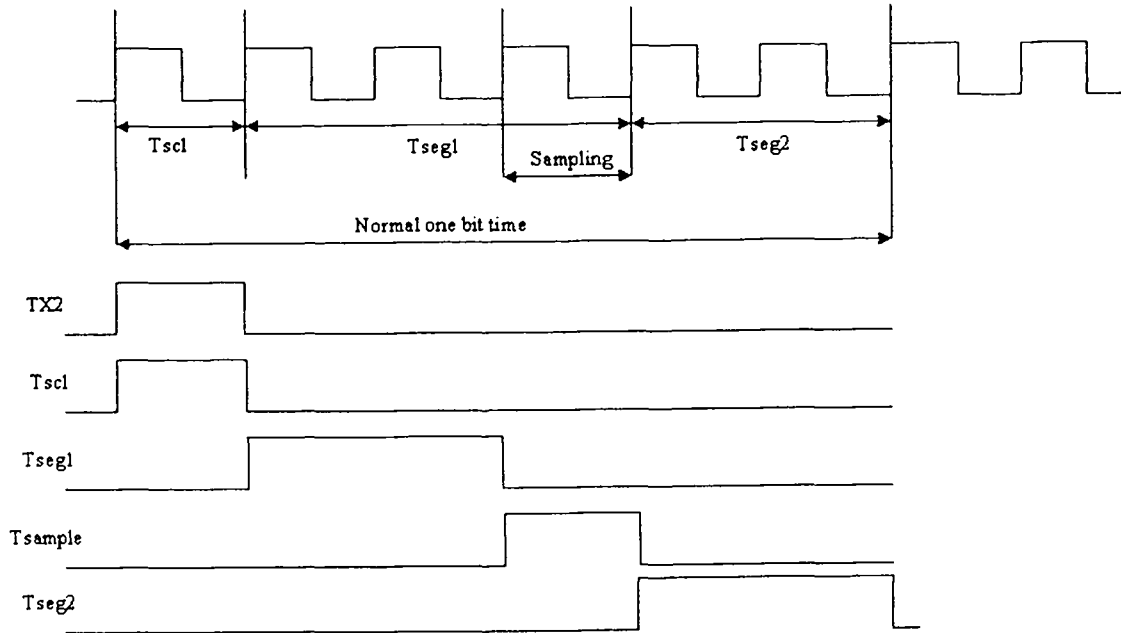 Tscl
Tseg1
Tseg2
Sampling
Normal one bit time
TX2
Tscl
Tseg1
Tsample
Tseg2